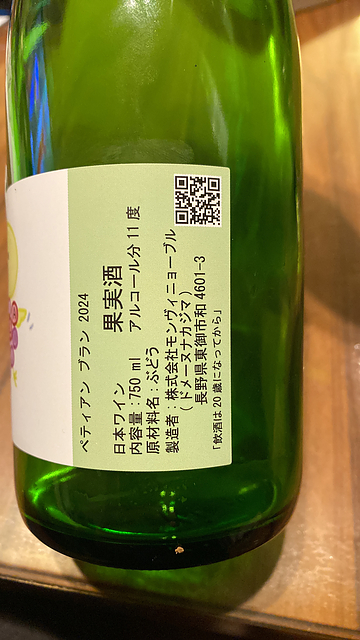 ペティアン ブラン 2024
果実酒
日本ワイン アルコール分 11 度
内容量:750 ml
原材料名:ぶどう
製造者:株式会社モンヴィニョーブル
(ドメーヌナカジマ)
長野県東御市和 4601-3
「飲酒は 20 歳になってから」